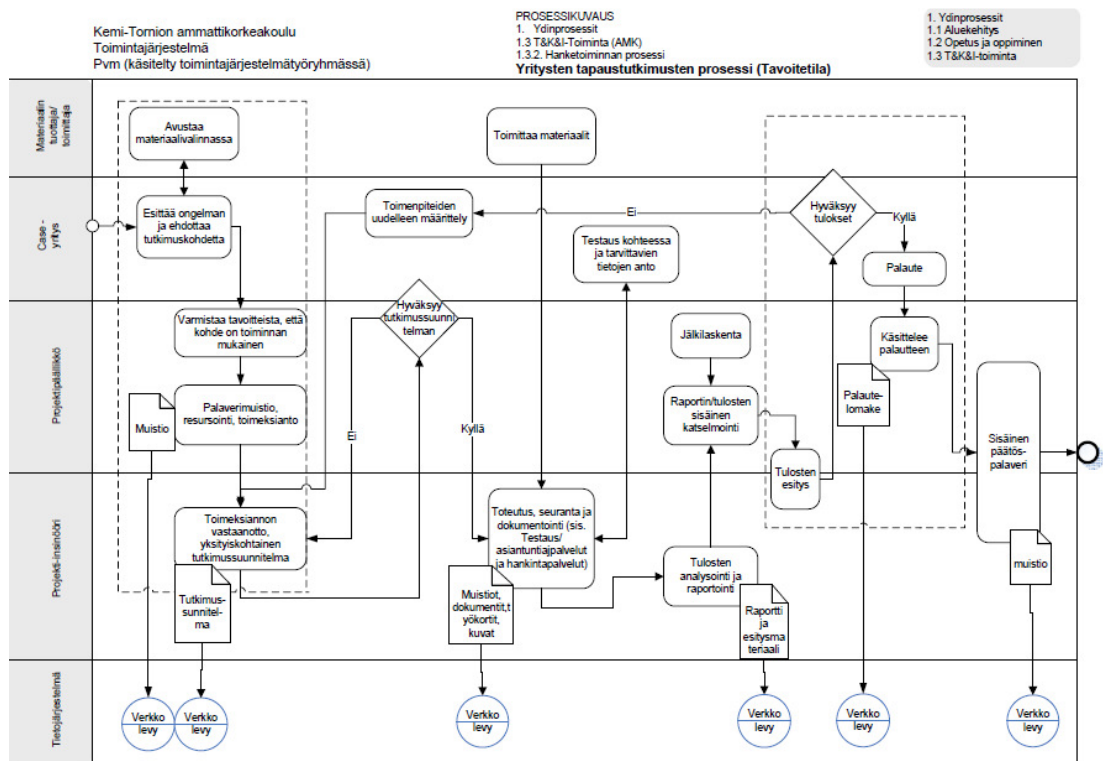 Kemi-Tornion ammattikorkeakoulu
Toimintajärjestelmä
Pvm (käsitelty toimintajärjestelmätyöryhmässä)
PROSESSIKUVAUS
1. Ydinprosessit
1.3 T&K&I-Toiminta (AMK)
1.3.2. Hanketoiminnan prosessi
Yritysten tapaustutkimusten prosessi (Tavoitetila)
1. Ydinprosessit
1.1 Aluekehitys
1.2 Opetus ja oppiminen
1.3 T&K&I-toiminta
Materiaalin
tuottaja/
toimittaja
Avustaa
materiaalivalinnassa
Toimittaa materiaalit
Case -
yritys
Esittää ongelman
ja ehdottaa
tutkimuskohdetta
Toimenpiteiden
uudelleen määrittely
Ei
Hyväksyy
tulokset
Kyllä
Testaus kohteessa
ja tarvittavien
tietojen anto
Palaute
Projektipäällikkö
Varmistaa tavoitteista, että
kohde on toiminnan
mukainen
Hyväksyy
tutkimussuunni
telman
Jälkilaskenta
Käsittelee
palautteen
Muistio
Palaverimuistio,
resursointi, toimeksianto
Ei
Kyllä
Raportin/tulosten
sisäinen
katselmointi
Palaute-
lomake
Sisäinen
päätös-
palaveri
Tulosten
esitys
Projekti-insinööri
Toimeksiannon
vastaanotto,
yksityiskohtainen
tutkimussuunnitelma
Toteutus, seuranta ja
dokumentointi (sis.
Testaus/
asiantuntiajpalvelut
ja hankintapalvelut)
Tulosten
analysointi ja
raportointi
muistio
Tutkimus-
sunnitel-
ma
Muistiot,
dokumentit,t
yökortit,
kuvat
Raportti
ja
esitysma
teriaali
Tietojärjestelmä
Verkko
levy
Verkko
levy
Verkko
levy
Verkko
levy
Verkko
levy
Verkko
levy